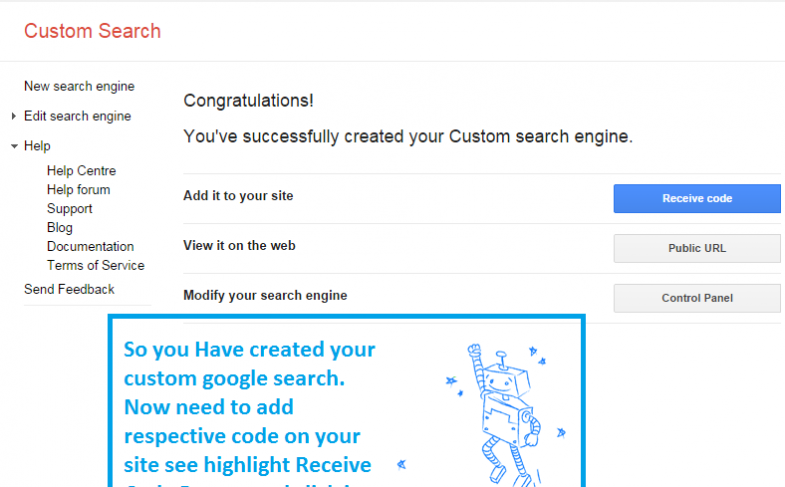 Custom Search
New search engine
Edit search engine
Help
Help Centre
Help forum
Support
Blog
Documentation
Terms of Service
Send Feedback
Congratulations!
You've successfully created your Custom search engine.
Add it to your site
Receive code
View it on the web
Public URL
Modify your search engine
Control Panel
So you Have created your
custom google search.
Now need to add
respective code on your
site see highlight Receive